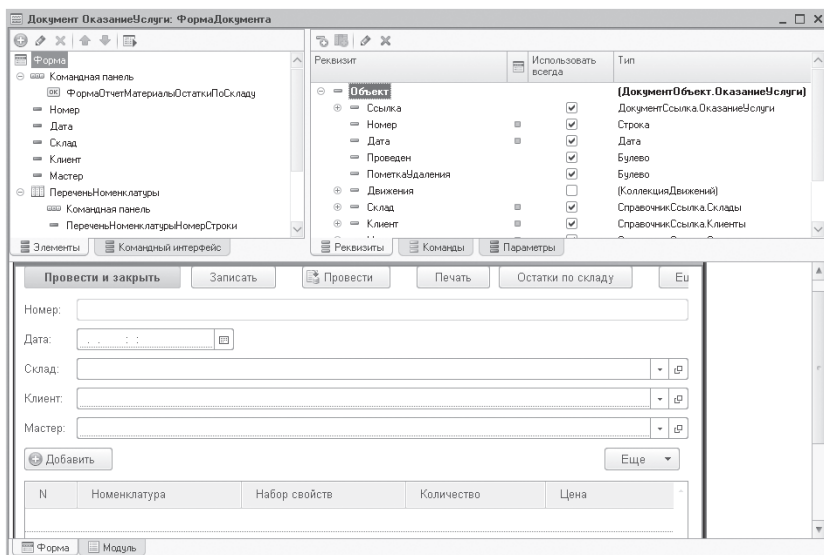 Документ ОказаниеУслуги: ФормаДокумента
Форма
Командная панель
ФормаОтчетМатериалыОстаткиПоСкладу
Номер
Дата
Склад
Клиент
Мастер
ПереченьНоменклатуры
Командная панель
ПереченьНоменклатурыНомерСтроки
Элементы
Командный интерфейс
Реквизит
Использовать всегда
Тип
Объект
(ДокументОбъект.ОказаниеУслуги)
Ссылка
ДокументСсылка.ОказаниеУслуги
Номер
Строка
Дата
Дата
Проведен
Булево
ПометкаУдаления
Булево
Движения
(КоллекцияДвижений)
Склад
СправочникСсылка.Склады
Клиент
СправочникСсылка.Клиенты
Реквизиты
Команды
Параметры
Провести и закрыть
Записать
Провести
Печать
Остатки по складу
Ещ
Номер:
Дата:
Склад:
Клиент:
Мастер:
Добавить
Еще
N
Номенклатура
Набор свойств
Количество
Цена
Форма
Модуль